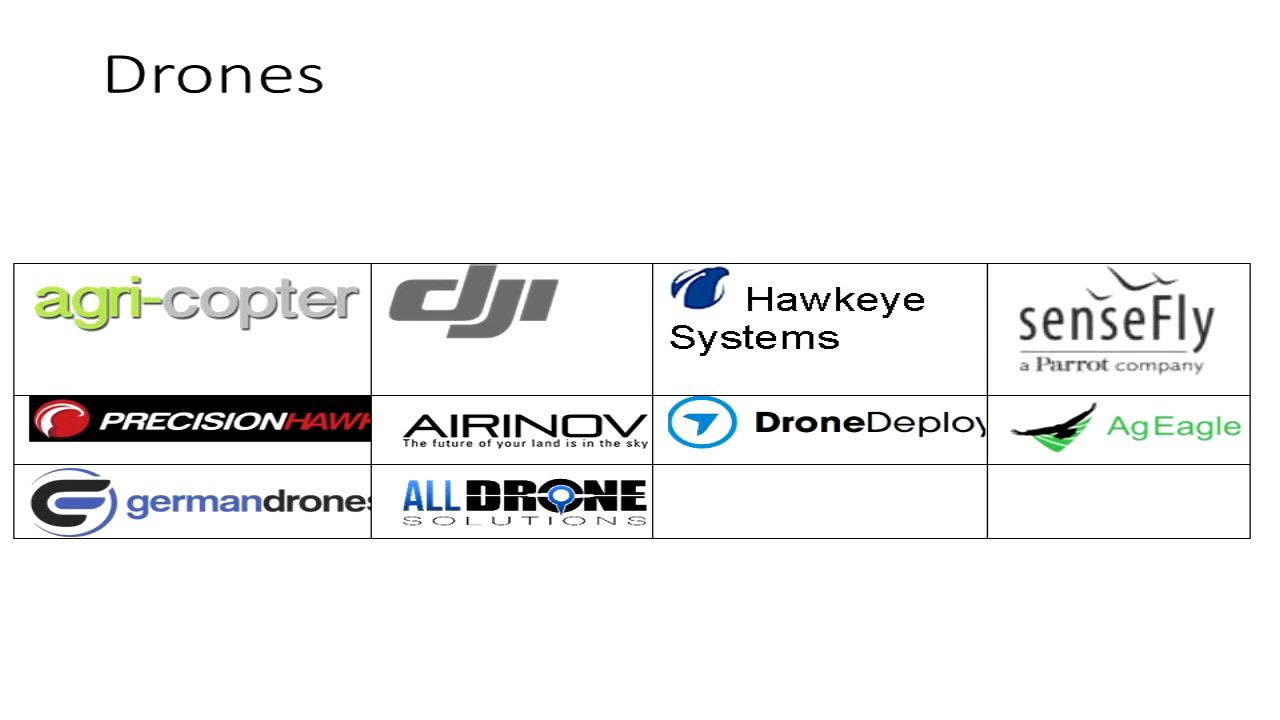 Drones
agri-copter
dji
Hawkeye
Systems
senseFly
a Parrot company
PRECISIONHAWK
AIRINOV
The future of your land is in the sky
DroneDeploy
AgEagle
germandrones
ALL DRONE
SOLUTIONS